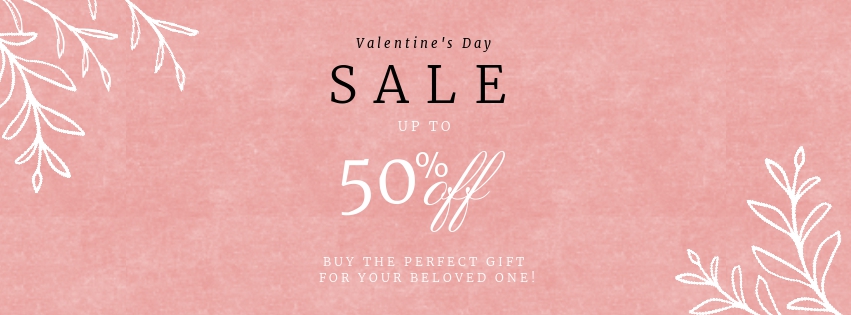 Valentine's Day
SALE
UP TO
50% off
BUY THE PERFECT GIFT
FOR YOUR BELOVED ONE!